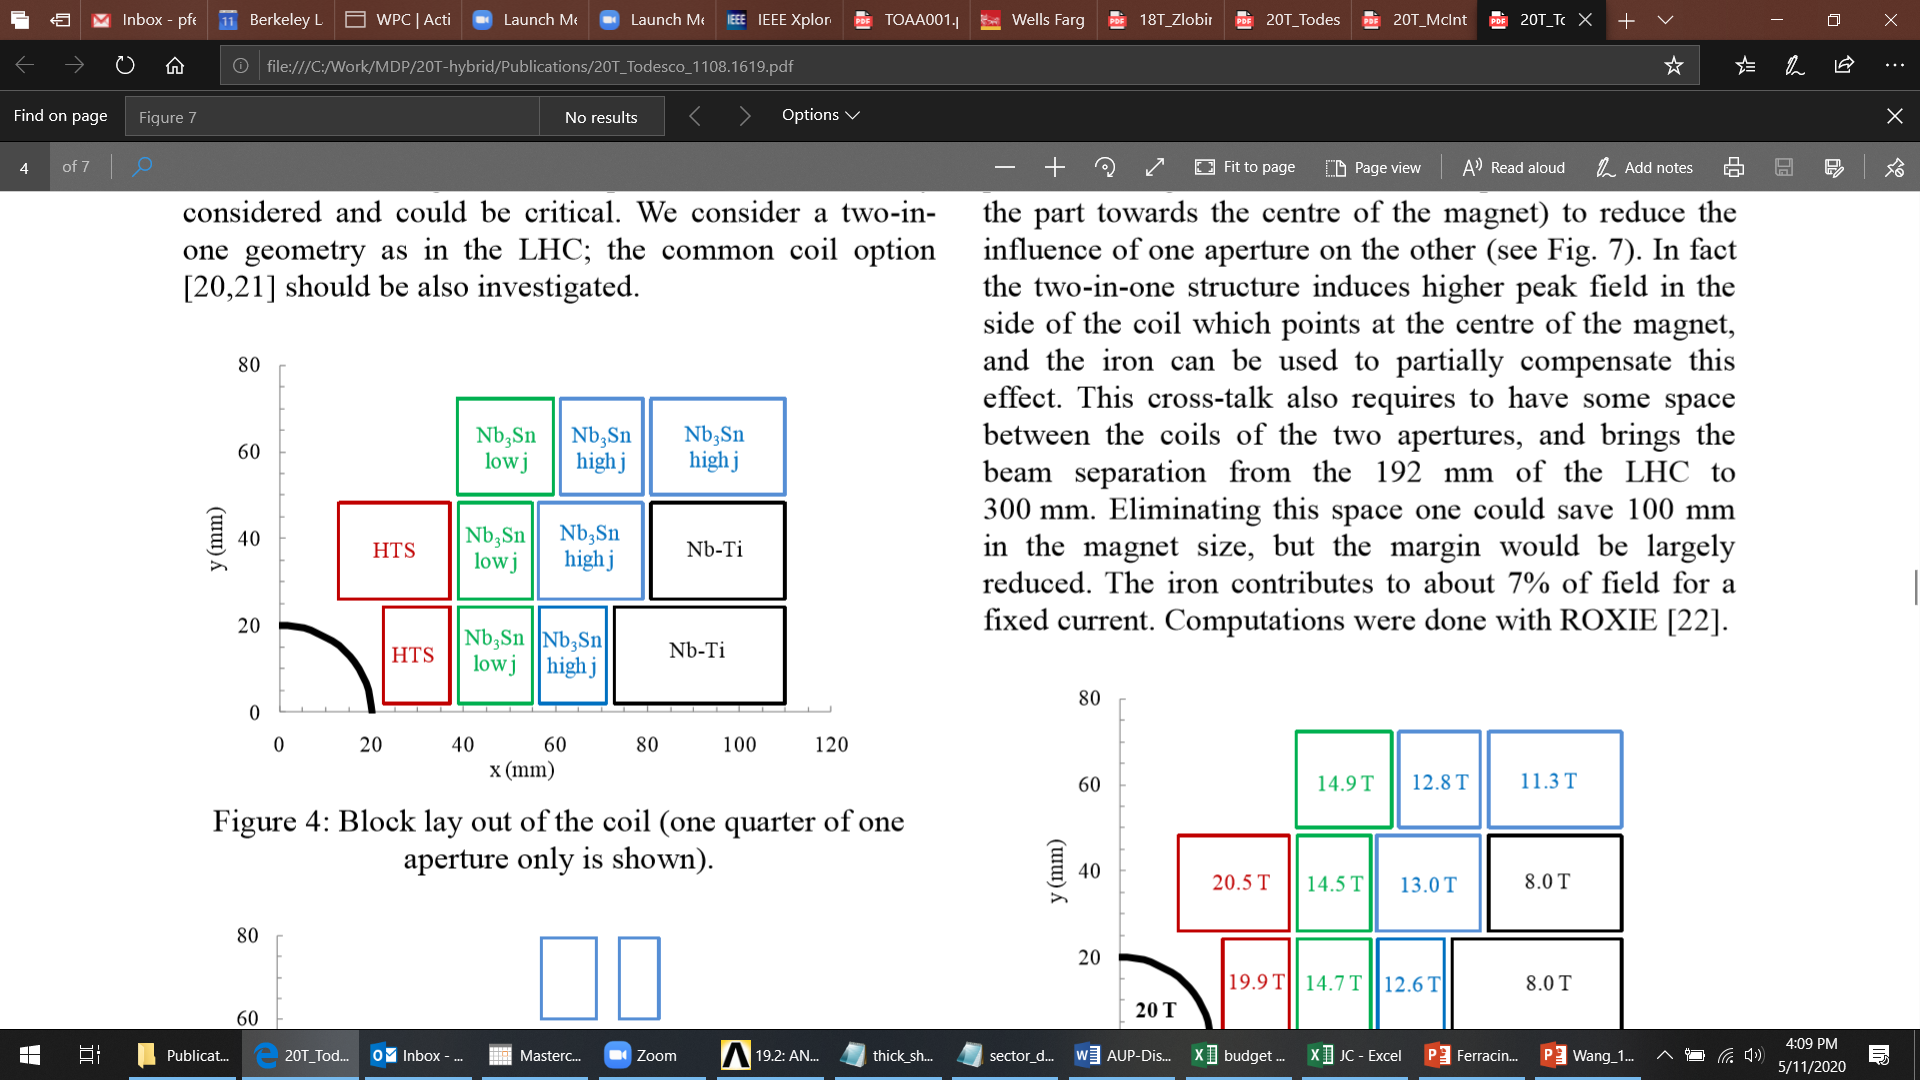 Inbox - pfe
Berkeley L
WPC | Acti
Launch Me
Launch Me
IEEE Xplor
TOAA001.p
Wells Farg
18T_Zlobir
20T_Todes
20T_McInt
20T_Tc
file:///C:/Work/MDP/20T-hybrid/Publications/20T_Todesco_1108.1619.pdf
Find on page
Figure 7
No results
Options
4
of 7
Fit to page
Page view
Read aloud
Add notes
considered and could be critical. We consider a two-in-
one geometry as in the LHC; the common coil option
[20,21] should be also investigated.
80
60
40
20
0
y (mm)
Nb3Sn
low j
Nb3Sn
high j
Nb3Sn
high j
HTS
Nb3Sn
low j
Nb3Sn
high j
Nb-Ti
HTS
Nb3Sn
low j
Nb3Sn
high j
Nb-Ti
0
20
40
60
80
100
120
x (mm)
Figure 4: Block lay out of the coil (one quarter of one
aperture only is shown).
80
60
the part towards the centre of the magnet) to reduce the
influence of one aperture on the other (see Fig. 7). In fact
the two-in-one structure induces higher peak field in the
side of the coil which points at the centre of the magnet,
and the iron can be used to partially compensate this
effect. This cross-talk also requires to have some space
between the coils of the two apertures, and brings the
beam separation from the 192 mm of the LHC to
300 mm. Eliminating this space one could save 100 mm
in the magnet size, but the margin would be largely
reduced. The iron contributes to about 7% of field for a
fixed current. Computations were done with ROXIE [22].
80
60
40
20
y (mm)
14.9 T
12.8 T
11.3 T
20.5 T
14.5 T
13.0 T
8.0 T
19.9 T
14.7 T
12.6 T
8.0 T
20 T
Publicat...
20T_Tod...
Inbox - ...
Masterc...
Zoom
19.2: AN...
thick_sh...
sector_d...
AUP-Dis...
budget ...
JC - Excel
Ferracin...
Wang_1...
4:09 PM
5/11/2020